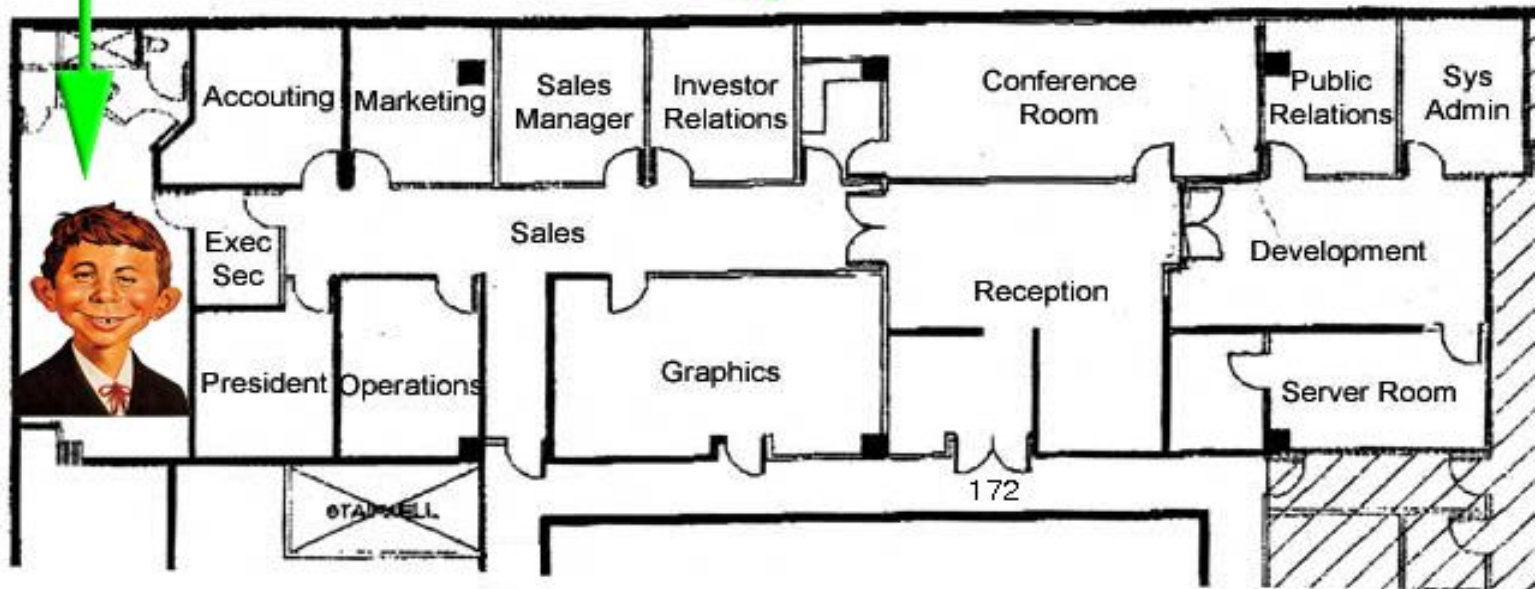 Accouting
Marketing
Sales
Manager
Investor
Relations
Conference
Room
Public
Relations
Sys
Admin
Exec
Sec
Sales
Reception
Development
President
Operations
Graphics
Server Room
172
STAIRWELL